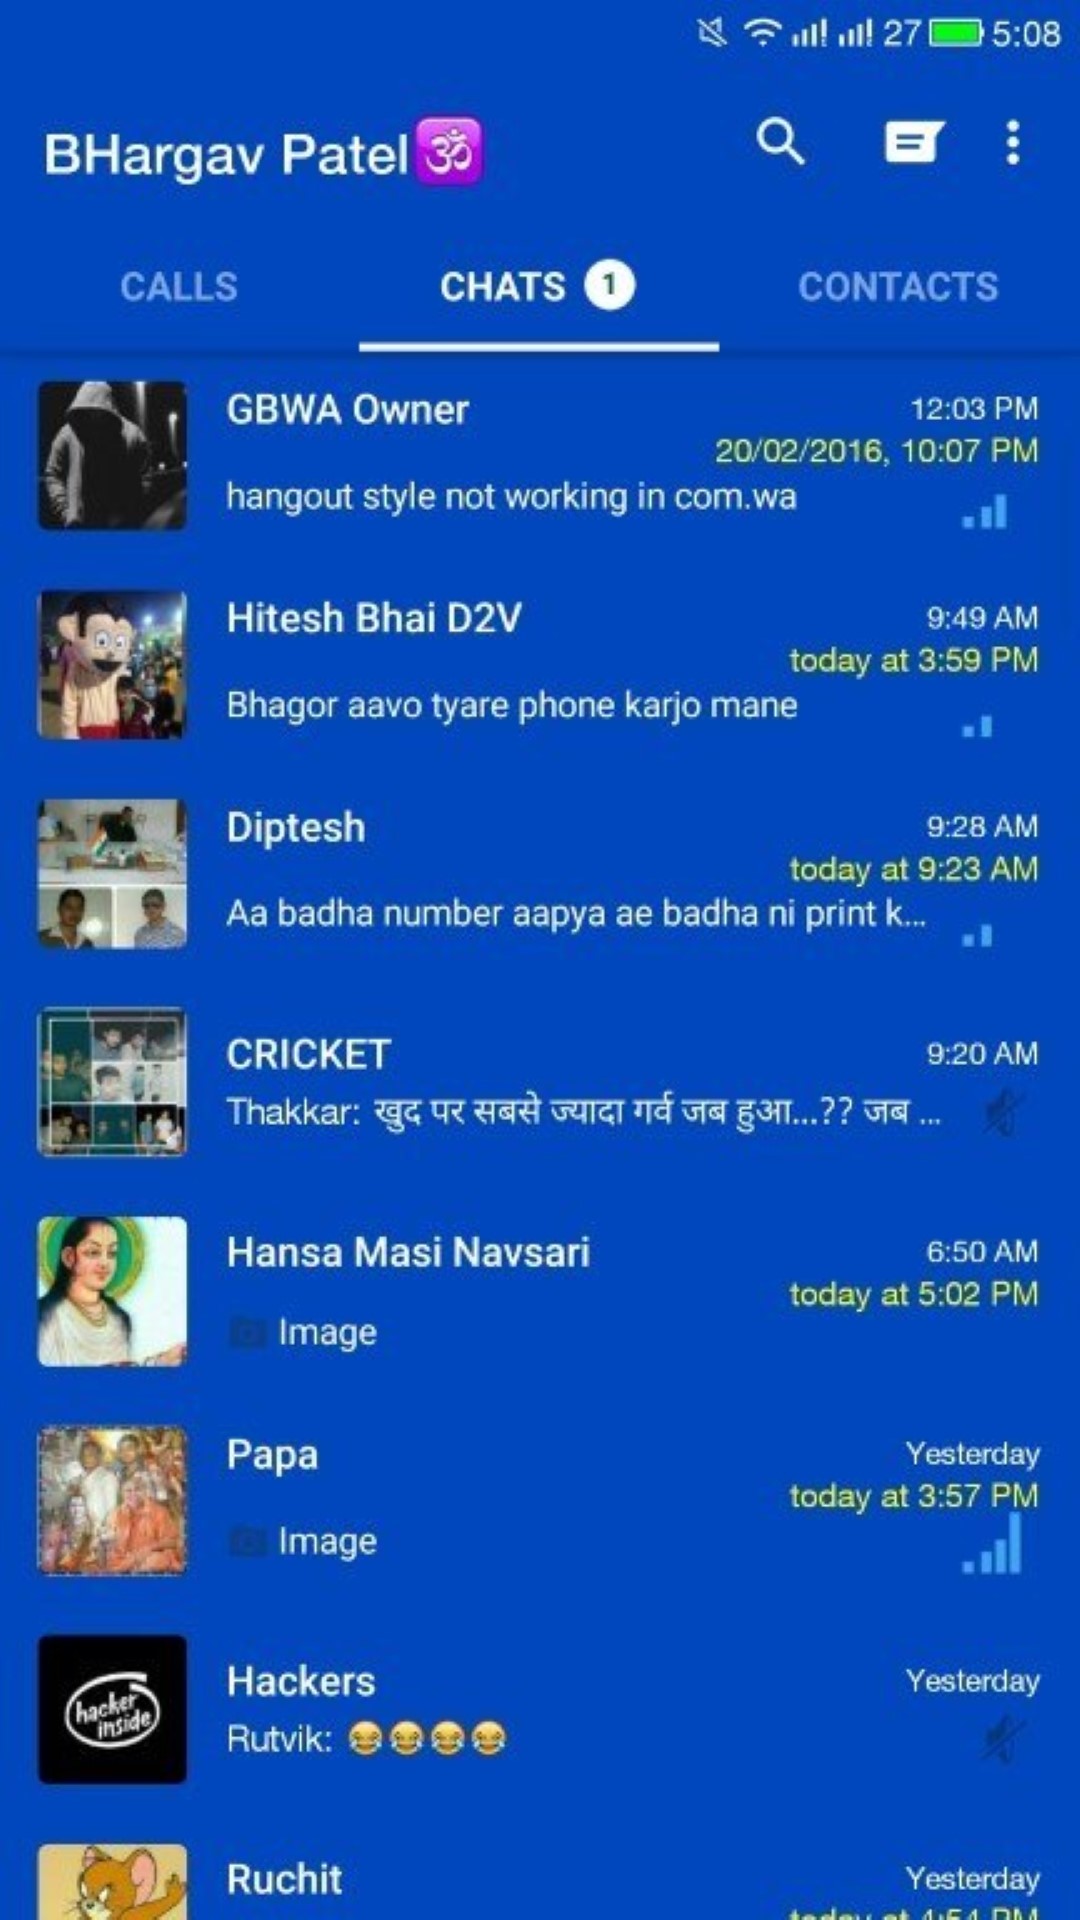 27 5:08
BHargav Patel🕉
CALLS CHATS 1 CONTACTS
GBWA Owner 12:03 PM
20/02/2016, 10:07 PM
hangout style not working in com.wa
Hitesh Bhai D2V 9:49 AM
today at 3:59 PM
Bhagor aavo tyare phone karjo mane
Diptesh 9:28 AM
today at 9:23 AM
Aa badha number aapya ae badha ni print k...
CRICKET 9:20 AM
Thakkar: खुद पर सबसे ज्यादा गर्व जब हुआ...?? जब ...
Hansa Masi Navsari 6:50 AM
today at 5:02 PM
Image
Papa Yesterday
today at 3:57 PM
Image
Hackers Yesterday
hacker
inside
Rutvik: 😂😂😂😂
Ruchit Yesterday
today at 4:54 PM